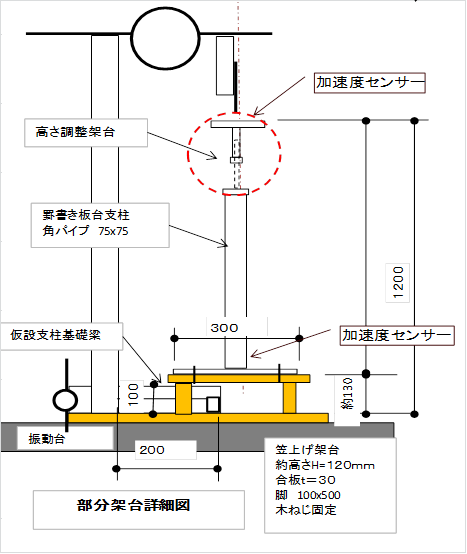 加速度センサー
高さ調整架台
罫書き板台支柱
角パイプ 75x75
1200
300
仮設支柱基礎梁
加速度センサー
100
約130
振動台
200
笠上げ架台
約高さH=120mm
合板t=30
脚 100x500
木ねじ固定
部分架台詳細図